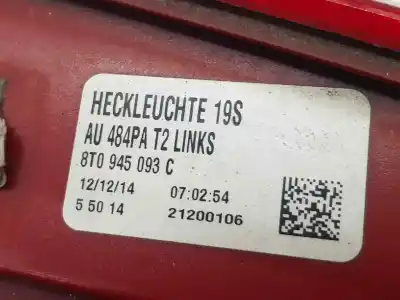 HECKLEUCHTE 19S
AU 484PA T2 LINKS
8T0 945 093 C
12/12/14 07:02:54
5 50 14 21200106